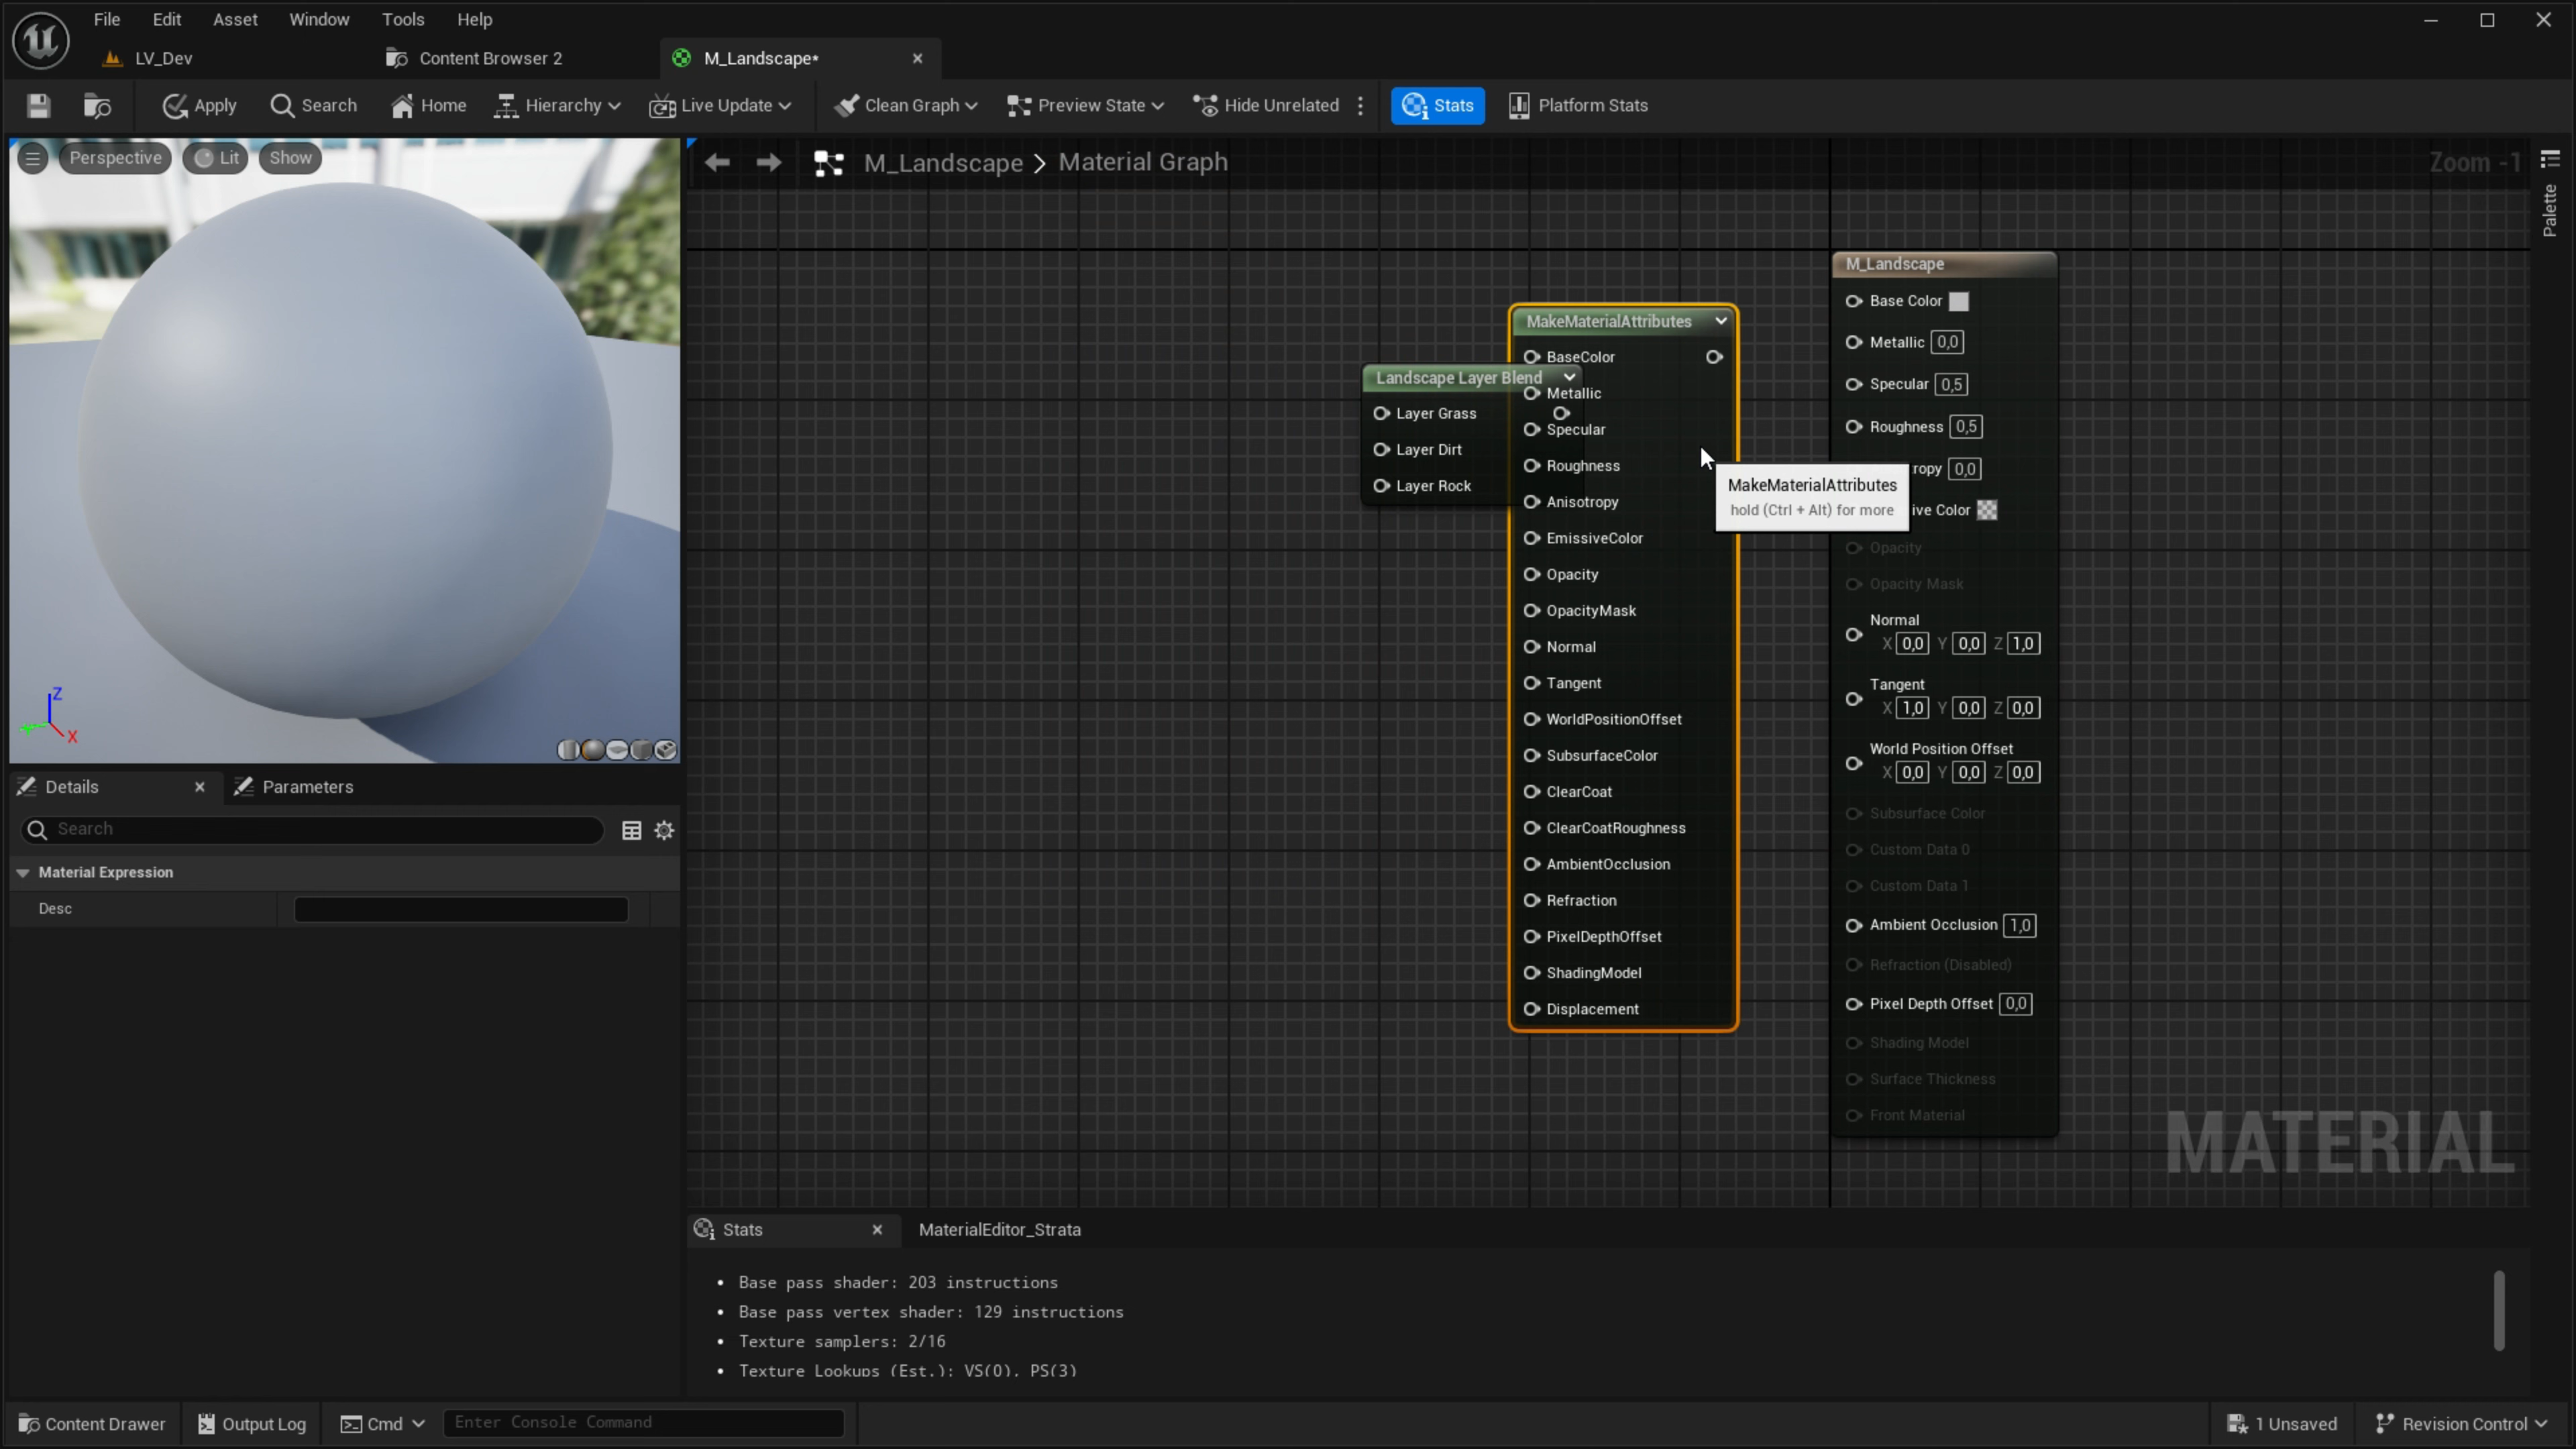 File Edit Asset Window Tools Help
LV_Dev Content Browser 2 M_Landscape*
Apply Search Home Hierarchy Live Update Clean Graph Preview State Hide Unrelated Stats Platform Stats
Perspective Lit Show
M_Landscape > Material Graph
Zoom -1
Palette
Z
X
M_Landscape
Base Color
Metallic 0,0
Specular 0,5
Roughness 0,5
ropy 0,0
ive Color
Opacity
Opacity Mask
Normal
X 0,0 Y 0,0 Z 1,0
Tangent
X 1,0 Y 0,0 Z 0,0
World Position Offset
X 0,0 Y 0,0 Z 0,0
Subsurface Color
Custom Data 0
Custom Data 1
Ambient Occlusion 1,0
Refraction (Disabled)
Pixel Depth Offset 0,0
Shading Model
Surface Thickness
Front Material
MakeMaterialAttributes
BaseColor
Metallic
Specular
Roughness
Anisotropy
EmissiveColor
Opacity
OpacityMask
Normal
Tangent
WorldPositionOffset
SubsurfaceColor
ClearCoat
ClearCoatRoughness
AmbientOcclusion
Refraction
PixelDepthOffset
ShadingModel
Displacement
Landscape Layer Blend
Layer Grass
Layer Dirt
Layer Rock
MakeMaterialAttributes
hold (Ctrl + Alt) for more
MATERIAL
Details Parameters
Search
Material Expression
Desc
Stats MaterialEditor_Strata
• Base pass shader: 203 instructions
• Base pass vertex shader: 129 instructions
• Texture samplers: 2/16
• Texture Lookups (Est.): VS(0), PS(3)
Content Drawer Output Log Cmd Enter Console Command 1 Unsaved Revision Control